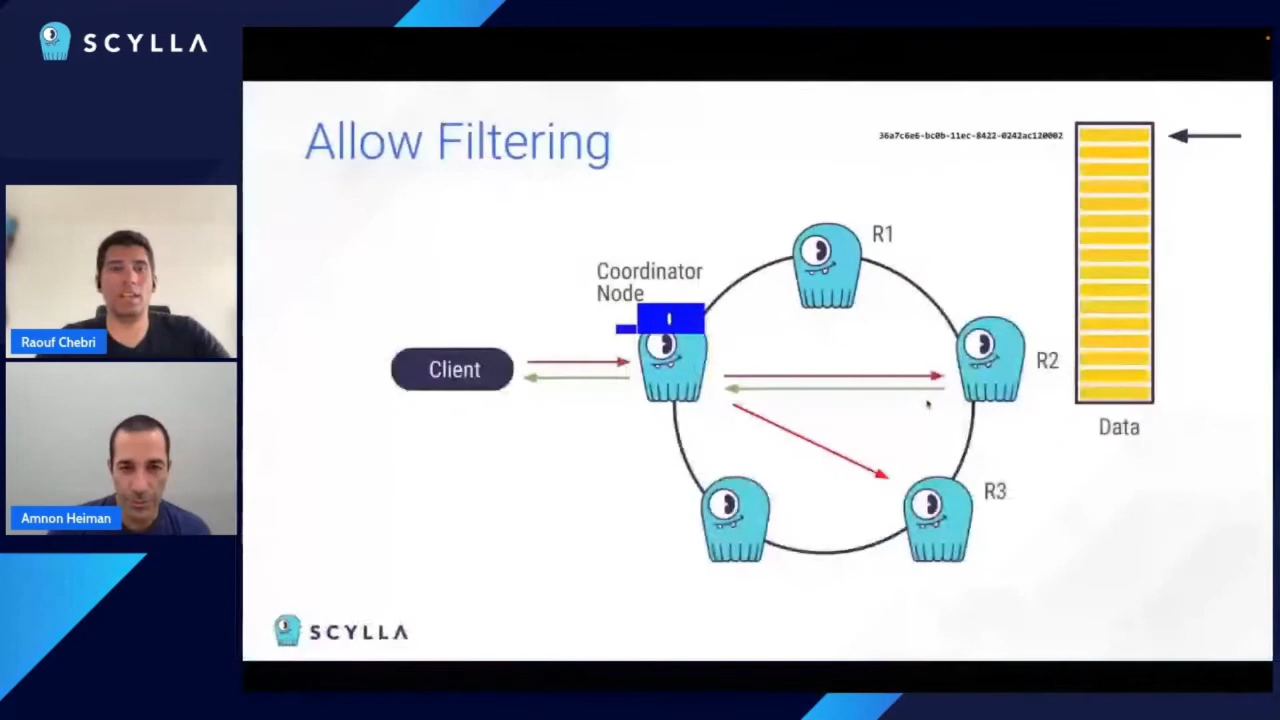 SCYLLA
Raouf Chebri
Amnon Heiman
Allow Filtering
36a7c6e6-bc0b-11ec-8422-0242ac120002
R1
Coordinator
Node
Client
R2
Data
R3
SCYLLA